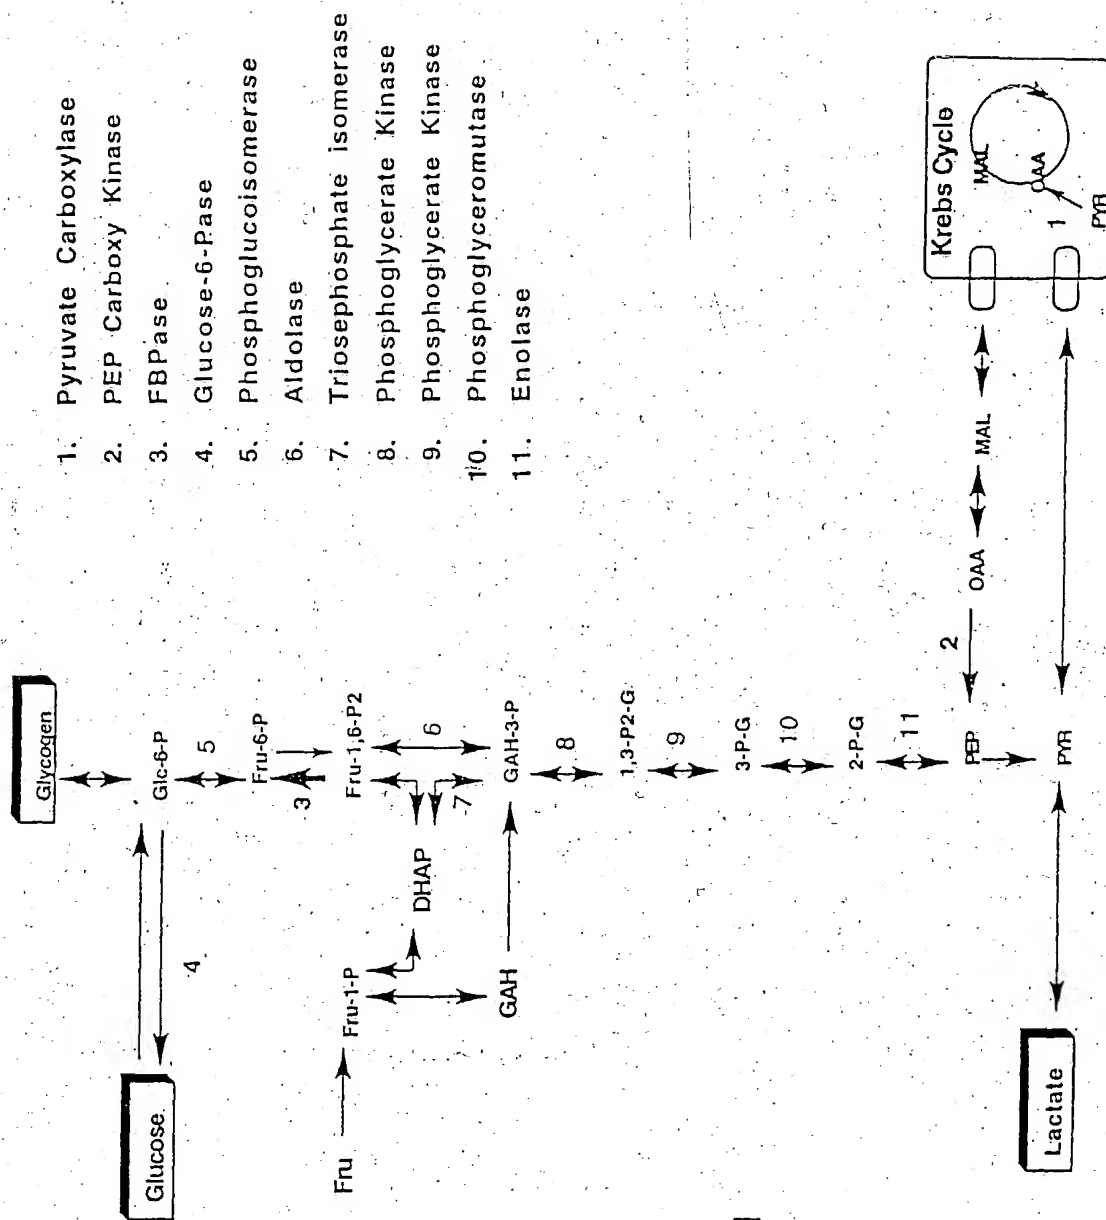 Glycogen
Glucose
Glc-6-P
4
5
Fru-6-P
3
Fru
Fru-1-P
Fru-1,6-P2
DHAP
6
7
GAH
GAH-3-P
8
1,3-P2-G
9
3-P-G
10
2-P-G
11
PEP
2
OAA
MAL
Lactate
PYR
Krebs Cycle
MAL
OAA
1
PYR
1. Pyruvate Carboxylase
2. PEP Carboxy Kinase
3. FBPase
4. Glucose-6-Pase
5. Phosphoglucoisomerase
6. Aldolase
7. Triosephosphate isomerase
8. Phosphoglycerate Kinase
9. Phosphoglycerate Kinase
10. Phosphoglyceromutase
11. Enolase